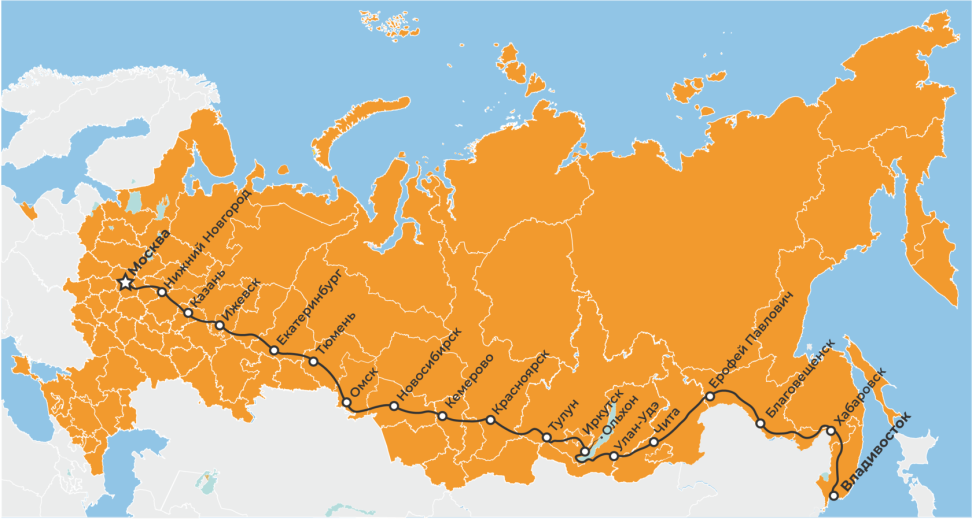 Москва
Нижний Новгород
Казань
Ижевск
Екатеринбург
Тюмень
Омск
Новосибирск
Кемерово
Красноярск
Тулун
Иркутск
Ольхон
Улан-Удэ
Чита
Ерофей Павлович
Благовещенск
Хабаровск
Владивосток